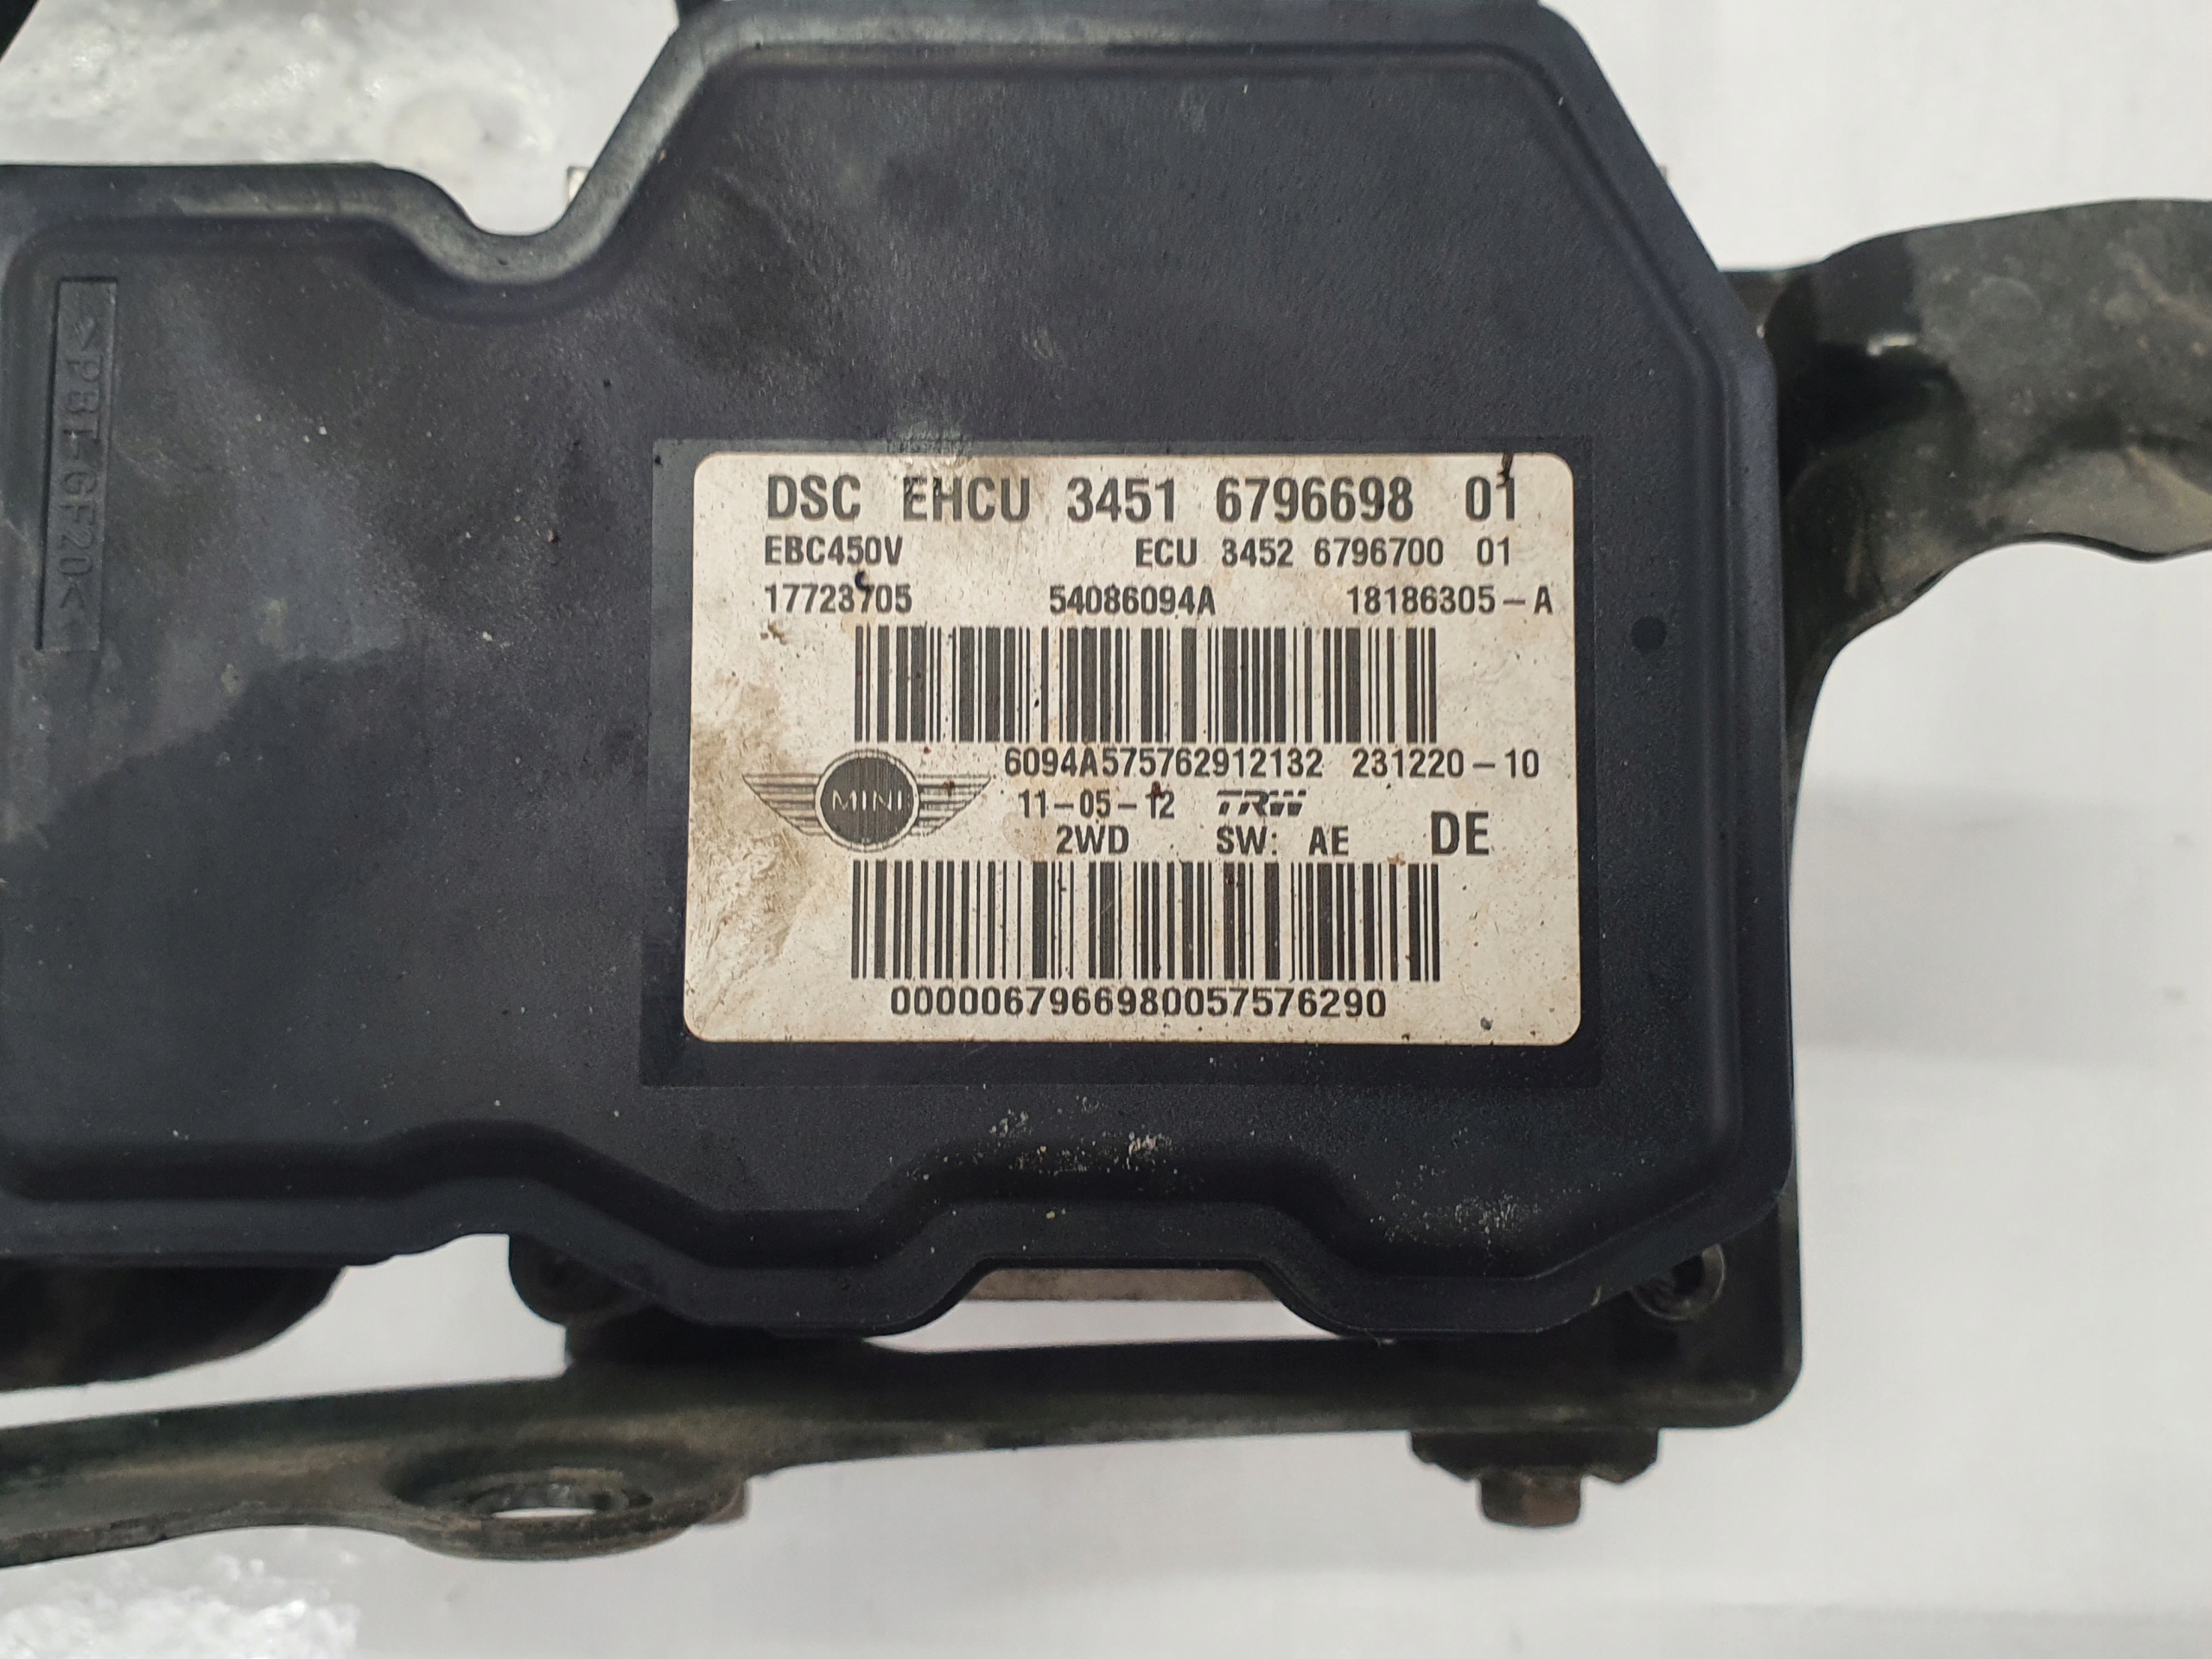 >PBT-GF20<
DSC EHCU 3451 6796698 01
EBC450V ECU 3452 6796700 01
17723705 54086094A 18186305-A
6094A575762912132 231220-10
MINI
11-05-12 TRW
2WD SW: AE DE
0000067966980057576290